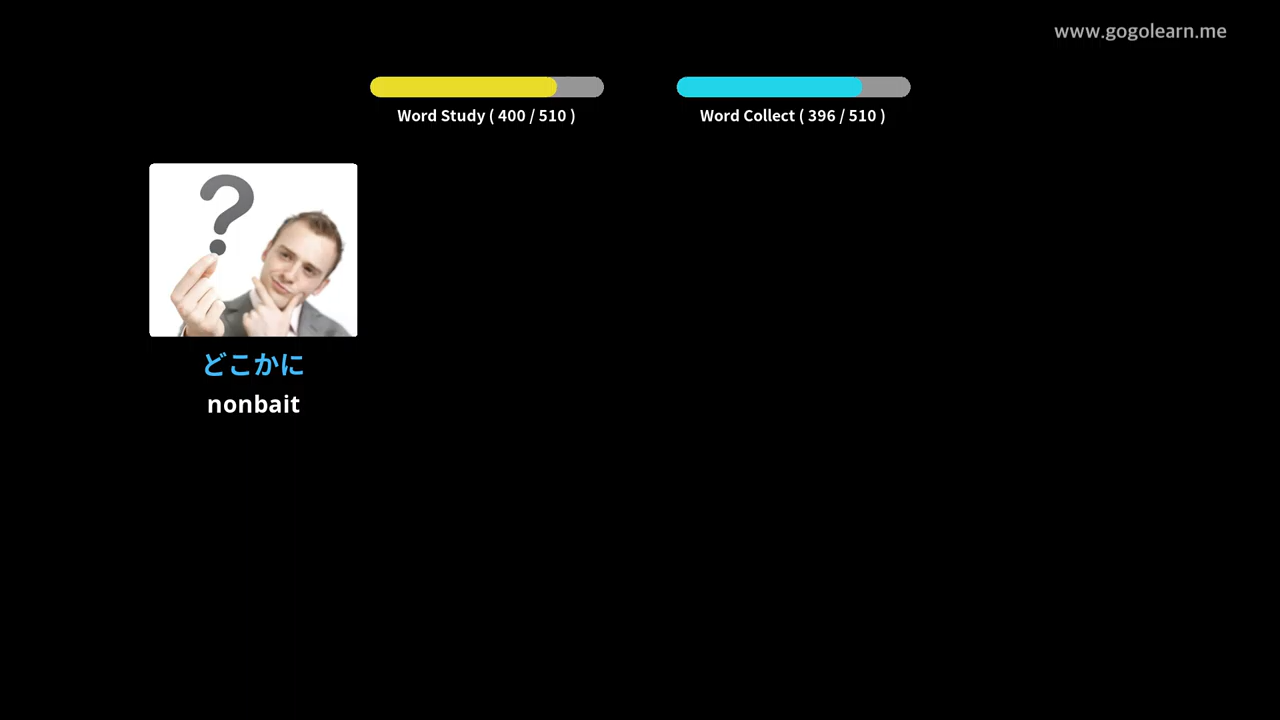 www.gogolearn.me
Word Study ( 400 / 510 )
Word Collect ( 396 / 510 )
?
どこかに
nonbait